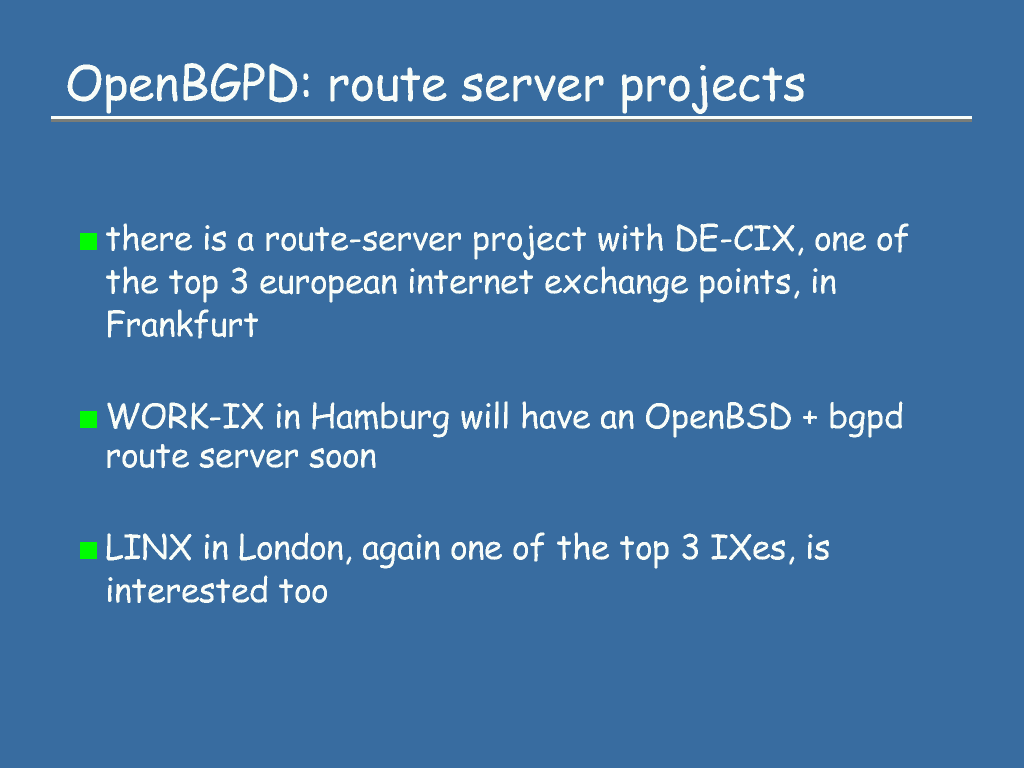 OpenBGPD: route server projects
there is a route-server project with DE-CIX, one of
the top 3 european internet exchange points, in
Frankfurt
WORK-IX in Hamburg will have an OpenBSD + bgpd
route server soon
LINX in London, again one of the top 3 IXes, is
interested too